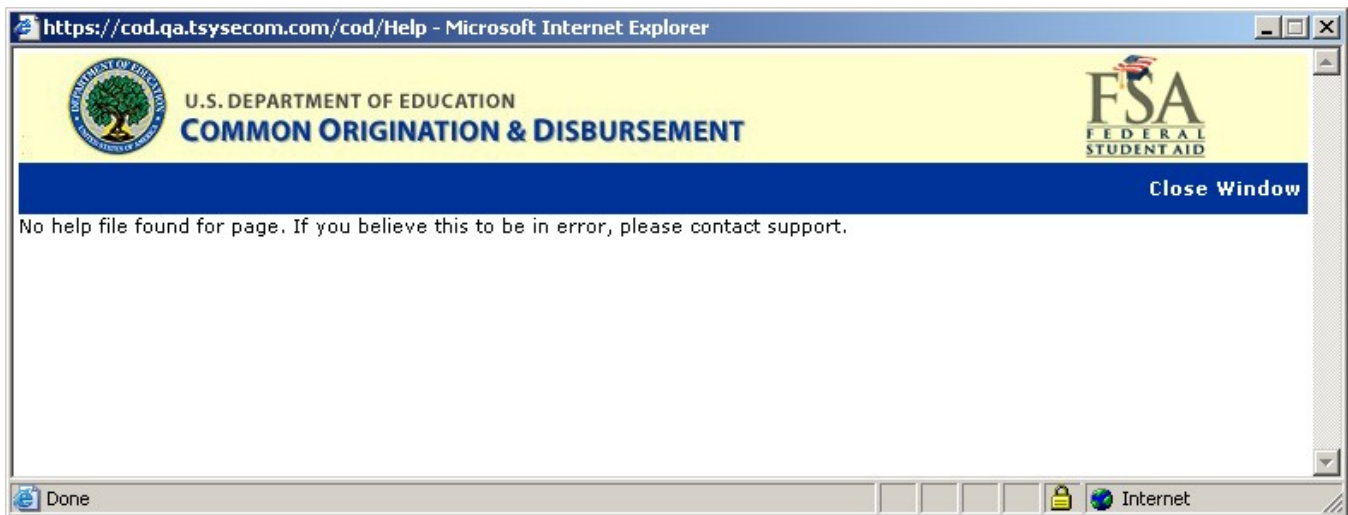 https://cod.qa.tsysecom.com/cod/Help - Microsoft Internet Explorer
U.S. DEPARTMENT OF EDUCATION
COMMON ORIGINATION & DISBURSEMENT
FSA
FEDERAL
STUDENT AID
Close Window
No help file found for page. If you believe this to be in error, please contact support.
Done
Internet